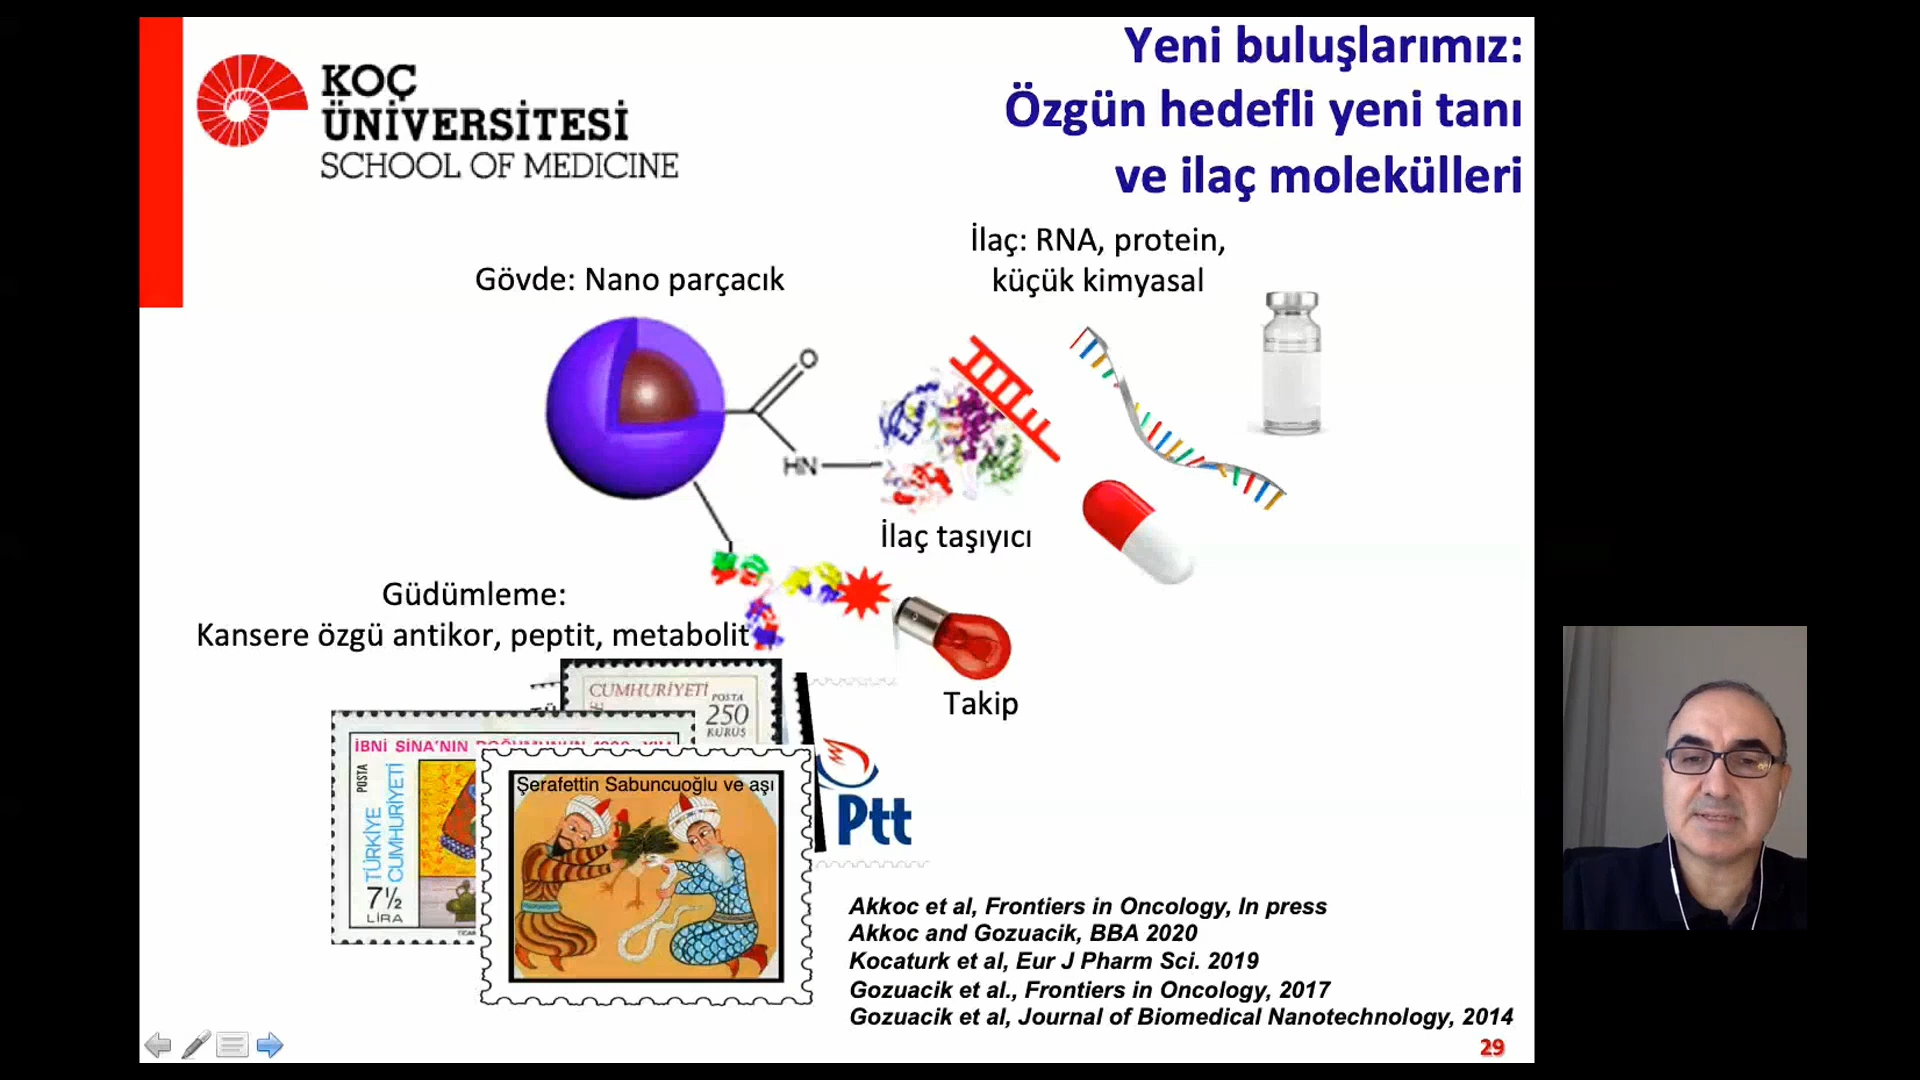 KOÇ
ÜNİVERSİTESİ
SCHOOL OF MEDICINE
Yeni buluşlarımız:
Özgün hedefli yeni tanı
ve ilaç molekülleri
İlaç: RNA, protein,
küçük kimyasal
Gövde: Nano parçacık
O
HN
İlaç taşıyıcı
Güdümleme:
Kansere özgü antikor, peptit, metabolit
Takip
CUMHURİYETİ
POSTA
250
KURUŞ
İBNİ SİNA'NIN DOĞUMUNUN
POSTA
TÜRKİYE
CUMHURİYETİ
7½
LİRA
Şerafettin Sabuncuoğlu ve aşı
Ptt
Akkoc et al, Frontiers in Oncology, In press
Akkoc and Gozuacik, BBA 2020
Kocaturk et al, Eur J Pharm Sci. 2019
Gozuacik et al., Frontiers in Oncology, 2017
Gozuacik et al, Journal of Biomedical Nanotechnology, 2014
29